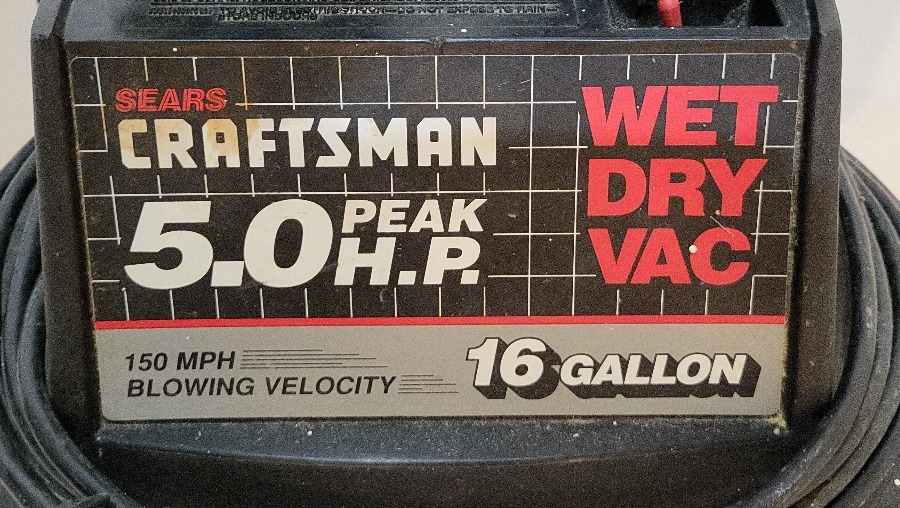 SEARS
CRAFTSMAN
5.0 PEAK H.P.
WET
DRY
VAC
150 MPH
BLOWING VELOCITY
16 GALLON